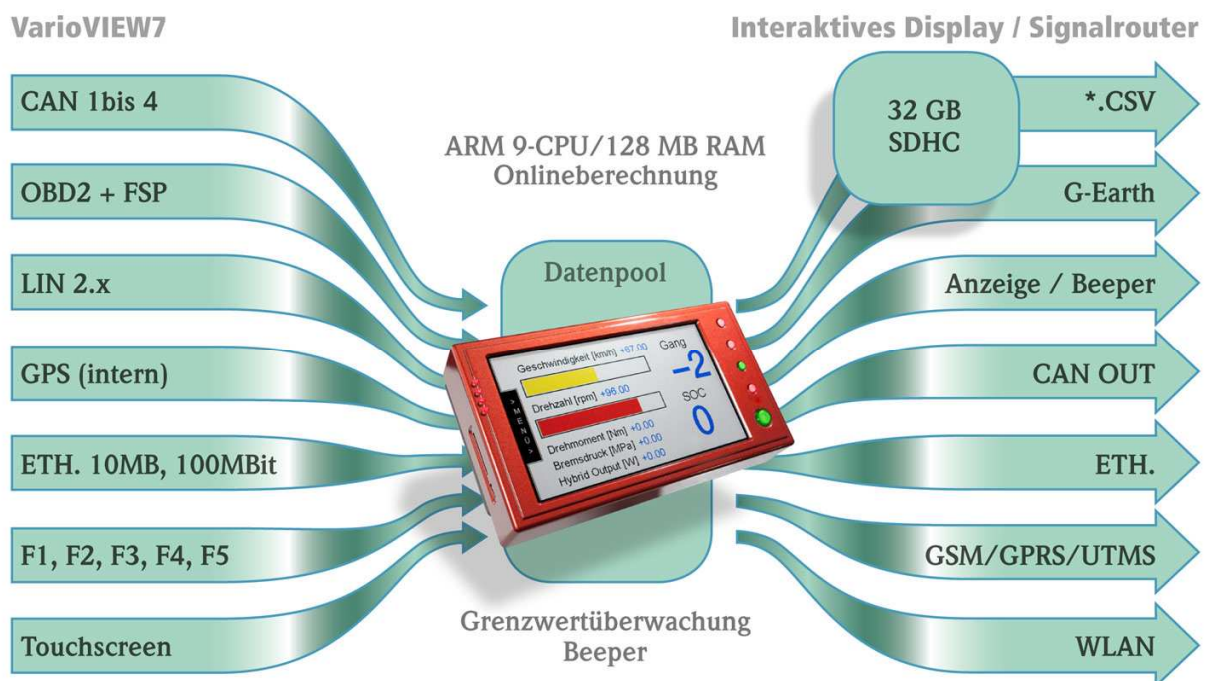 VarioVIEW7
Interaktives Display / Signalrouter
CAN 1bis 4
OBD2 + FSP
LIN 2.x
GPS (intern)
ETH. 10MB, 100MBit
F1, F2, F3, F4, F5
Touchscreen
ARM 9-CPU/128 MB RAM
Onlineberechnung
Datenpool
Geschwindigkeit [km/h] +67.00
Gang
-2
Drehzahl [rpm] +96.00
SOC
0
Drehmoment [Nm] +0.00
Bremsdruck [MPa] +0.00
Hybrid Output [W] +0.00
> MENÜ >
Grenzwertüberwachung
Beeper
32 GB
SDHC
*.CSV
G-Earth
Anzeige / Beeper
CAN OUT
ETH.
GSM/GPRS/UTMS
WLAN